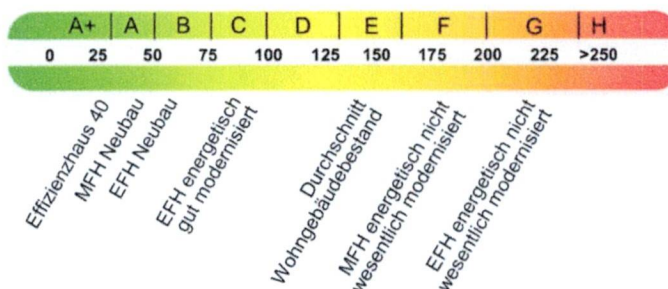 A+ A B C D E F G H
0 25 50 75 100 125 150 175 200 225 >250
Effizienzhaus 40
MFH Neubau
EFH Neubau
EFH energetisch
gut modernisiert
Durchschnitt
Wohngebäudebestand
MFH energetisch nicht
wesentlich modernisiert
EFH energetisch nicht
wesentlich modernisiert